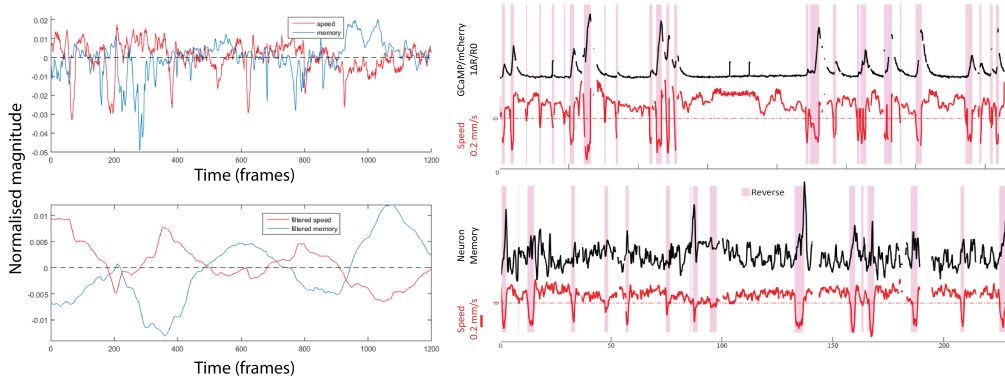 Normalised magnitude
0.02
0.01
0
-0.01
-0.02
-0.03
-0.04
-0.05
speed
memory
0 200 400 600 800 1000 1200
Time (frames)
0.01
0.005
0
-0.005
-0.01
filtered speed
filtered memory
0 200 400 600 800 1000 1200
Time (frames)
GCaMP/mCherry
1ΔR/R0
Speed
0.2 mm/s
0
0
Reverse
Neuron
Memory
Speed
0.2 mm/s
0
0 50 100 150 200